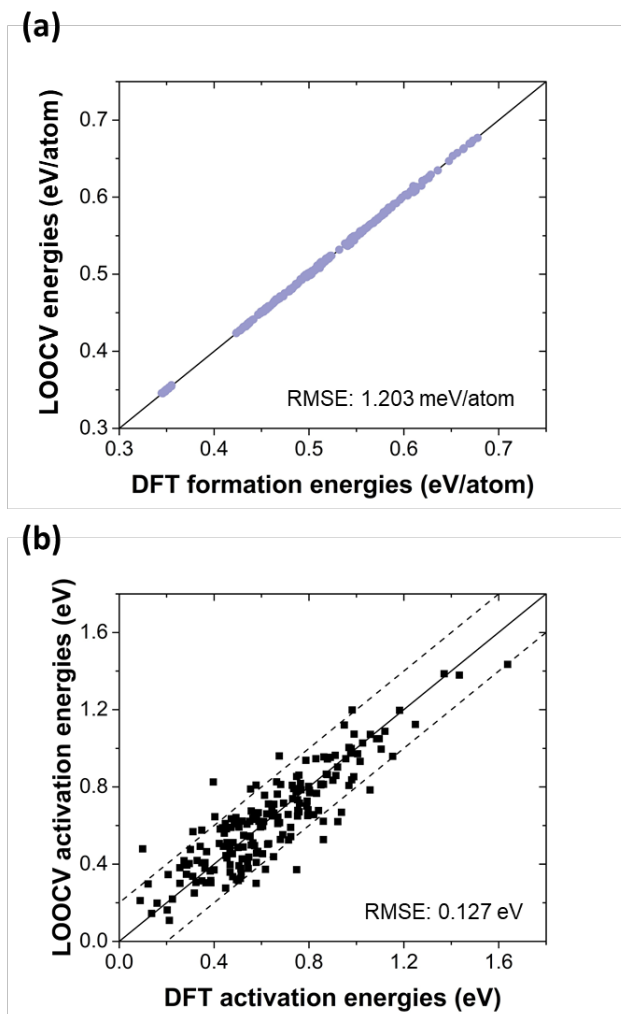 (a)
LOOCV energies (eV/atom)
0.7
0.6
0.5
0.4
0.3
RMSE: 1.203 meV/atom
0.3 0.4 0.5 0.6 0.7
DFT formation energies (eV/atom)
(b)
LOOCV activation energies (eV)
1.6
1.2
0.8
0.4
0.0
RMSE: 0.127 eV
0.0 0.4 0.8 1.2 1.6
DFT activation energies (eV)